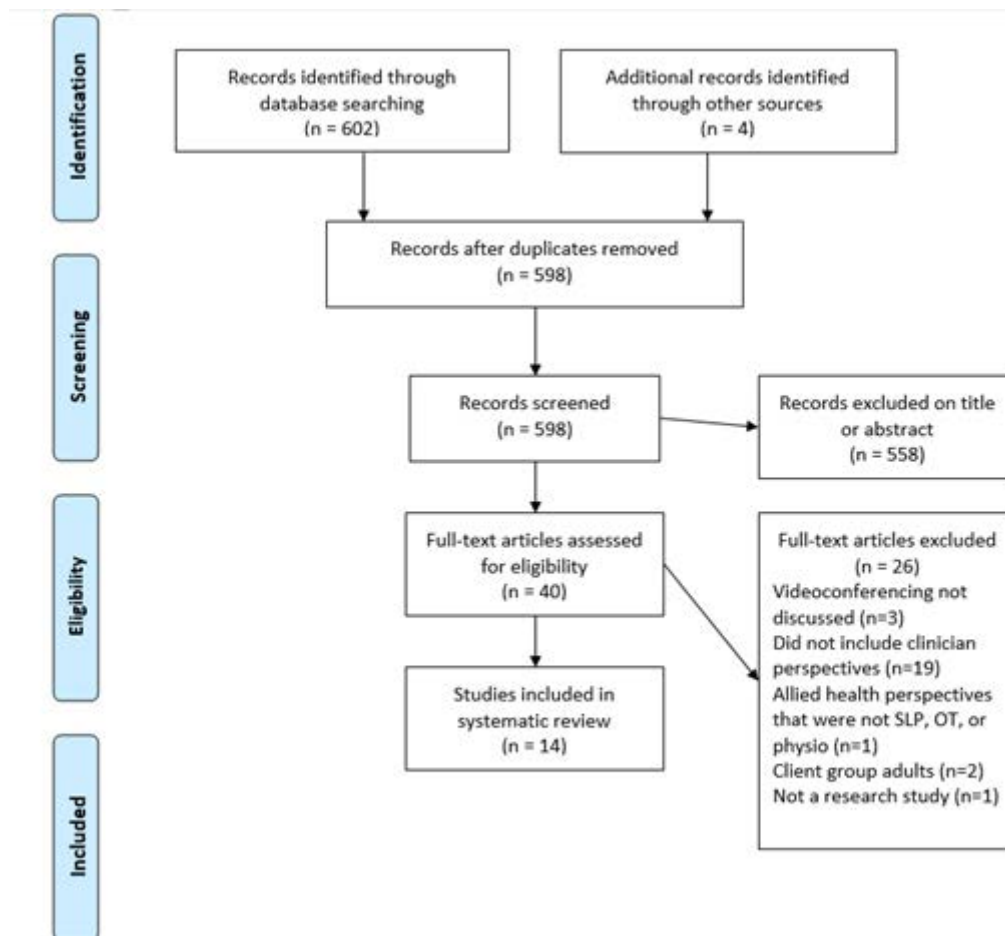 Identification
Records identified through
database searching
(n = 602)
Additional records identified
through other sources
(n = 4)
Records after duplicates removed
(n = 598)
Screening
Records screened
(n = 598)
Records excluded on title
or abstract
(n = 558)
Eligibility
Full-text articles assessed
for eligibility
(n = 40)
Full-text articles excluded
(n = 26)
Videoconferencing not
discussed (n=3)
Did not include clinician
perspectives (n=19)
Allied health perspectives
that were not SLP, OT, or
physio (n=1)
Client group adults (n=2)
Not a research study (n=1)
Studies included in
systematic review
(n = 14)
Included